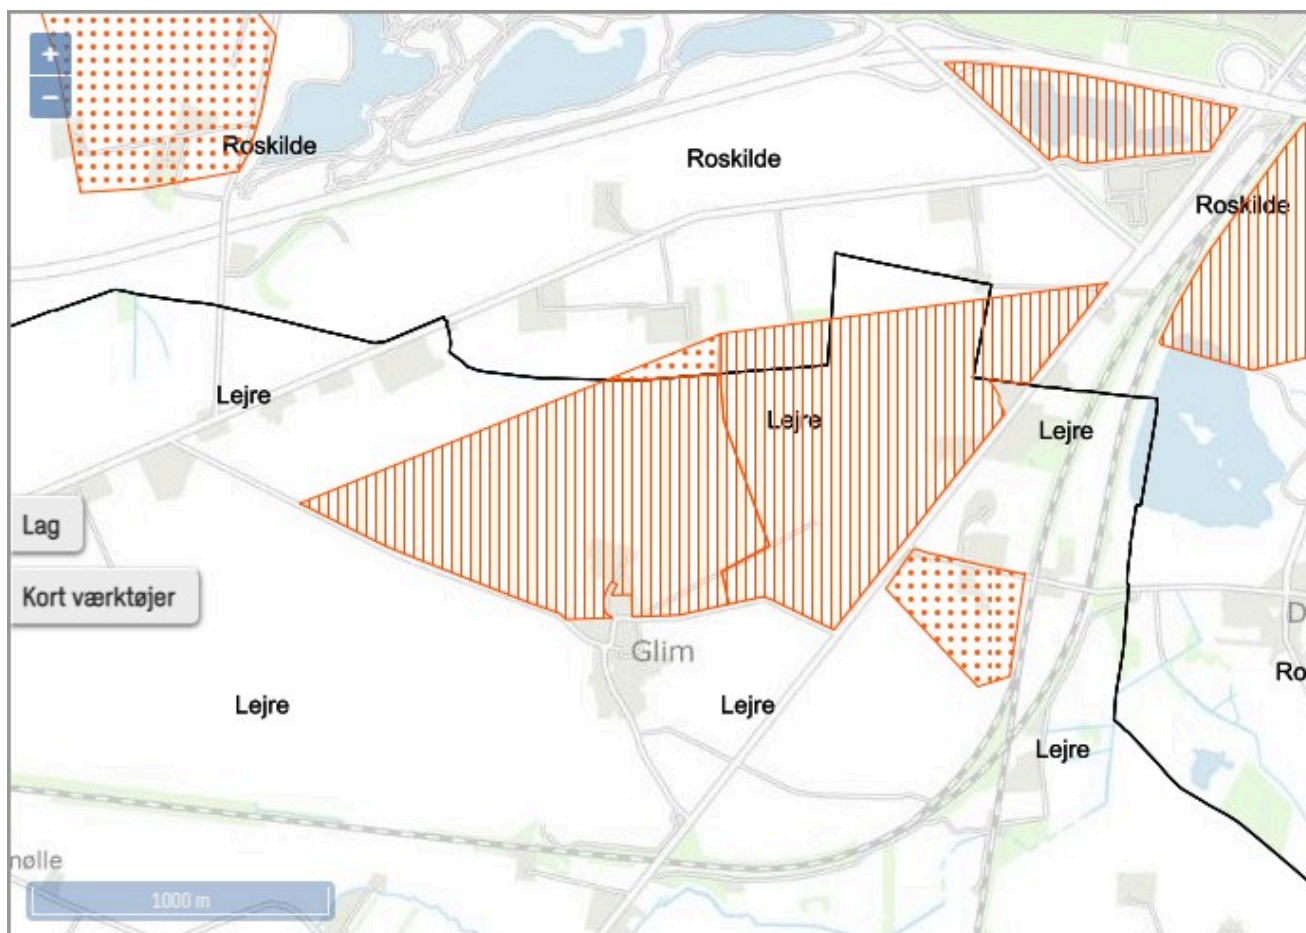 +
−
Roskilde
Roskilde
Roskilde
Lejre
Lejre
Lejre
Lag
Kort værktøjer
D
Glim
Ro
Lejre
Lejre
Lejre
nølle
1000 m